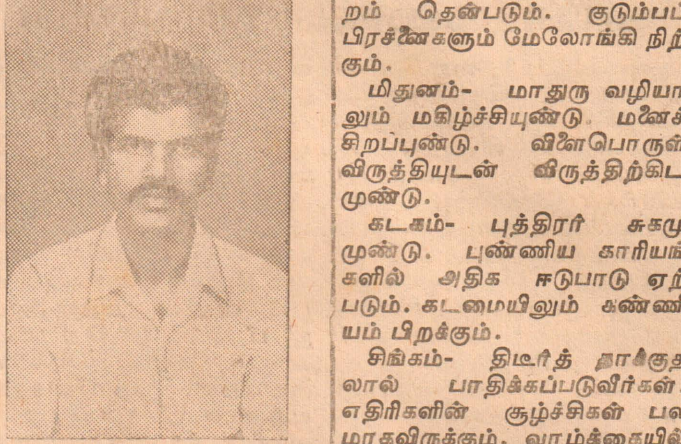 றம் தென்படும். குடும்பப்
பிரச்னைகளும் மேலோங்கி நிற்
கும்.
மிதுனம்- மாதுரு வழியா
லும் மகிழ்ச்சியுண்டு. மனைச்
சிறப்புண்டு. விளைபொருள்
விருத்தியுடன் விருத்திற்கிட
முண்டு.
கடகம்- புத்திரர் சுகமு
முண்டு. புண்ணிய காரியங்
களில் அதிக ஈடுபாடு ஏற்
படும். கடமையிலும் கண்ணி
யம் பிறக்கும்.
சிங்கம்- திடீர்த் தாக்குத
லால் பாதிக்கப்படுவீர்கள்.
எதிரிகளின் சூழ்ச்சிகள் பல
மாகவிருக்கும். வாழ்க்கையில்